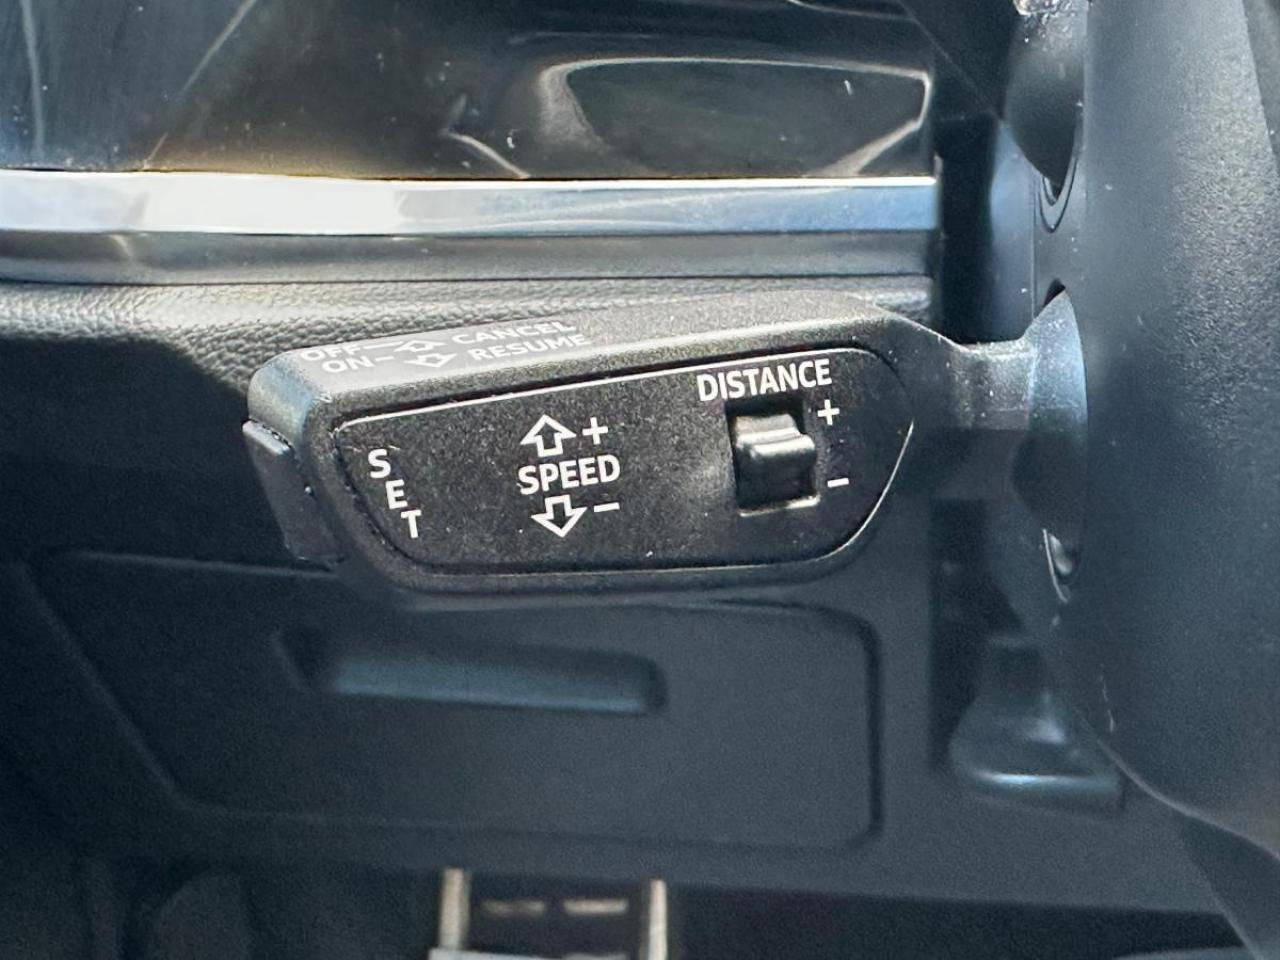 OFF CANCEL
ON- RESUME
DISTANCE
+
-
+
SPEED
-
SET